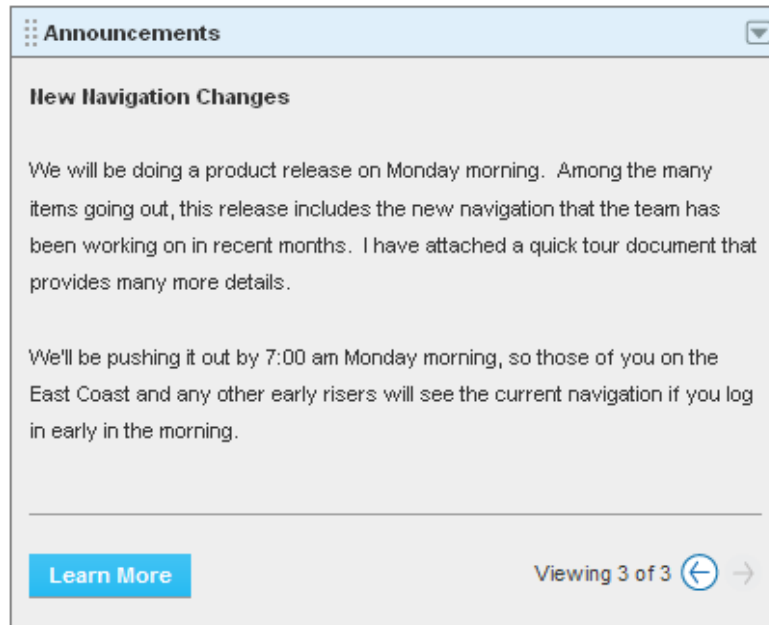 Announcements
New Navigation Changes
We will be doing a product release on Monday morning.  Among the many
items going out, this release includes the new navigation that the team has
been working on in recent months.  I have attached a quick tour document that
provides many more details.
We'll be pushing it out by 7:00 am Monday morning, so those of you on the
East Coast and any other early risers will see the current navigation if you log
in early in the morning.
Learn More
Viewing 3 of 3